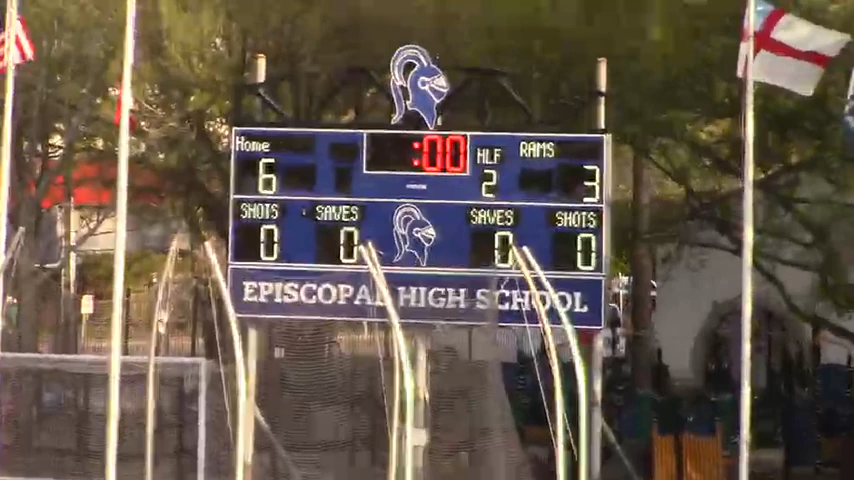 Home :00 HLF RAMS
6 2 3
SHOTS SAVES SAVES SHOTS
0 0 0 0
EPISCOPAL HIGH SCHOOL